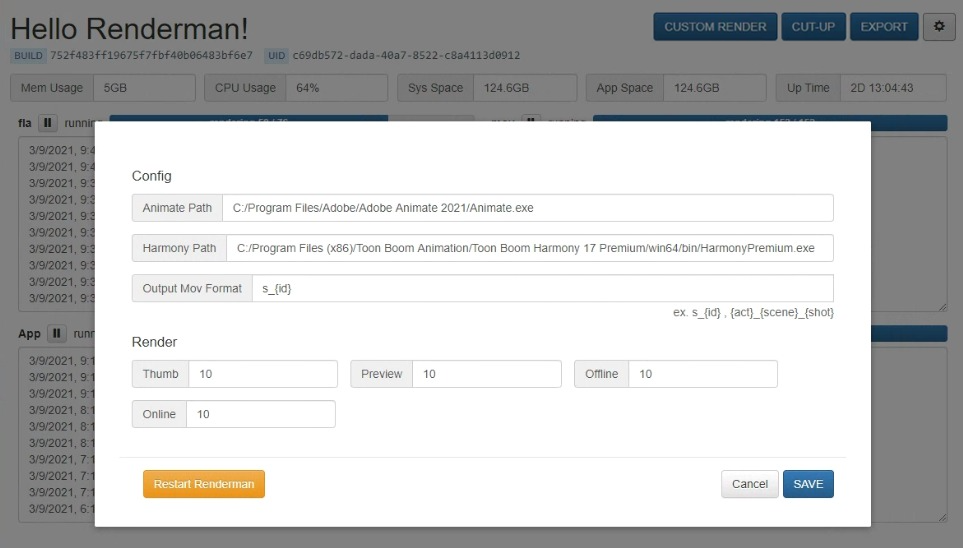 Hello Renderman!
CUSTOM RENDER CUT-UP EXPORT
BUILD 752f483ff19675f7fbf40b06483bf6e7 UID c69db572-dada-40a7-8522-c8a4113d0912
Mem Usage 5GB CPU Usage 64% Sys Space 124.6GB App Space 124.6GB Up Time 2D 13:04:43
fla
3/9/2021, 9:4
3/9/2021, 9:4
3/9/2021, 9:3
3/9/2021, 9:3
3/9/2021, 9:3
3/9/2021, 9:3
3/9/2021, 9:3
3/9/2021, 9:3
3/9/2021, 9:3
3/9/2021, 9:3
App
3/9/2021, 9:1
3/9/2021, 9:1
3/9/2021, 9:1
3/9/2021, 8:1
3/9/2021, 8:1
3/9/2021, 8:1
3/9/2021, 7:1
3/9/2021, 7:1
3/9/2021, 7:1
3/9/2021, 6:1
Config
Animate Path C:/Program Files/Adobe/Adobe Animate 2021/Animate.exe
Harmony Path C:/Program Files (x86)/Toon Boom Animation/Toon Boom Harmony 17 Premium/win64/bin/HarmonyPremium.exe
Output Mov Format s_{id}
ex. s_{id} , {act}_{scene}_{shot}
Render
Thumb 10 Preview 10 Offline 10
Online 10
Restart Renderman Cancel SAVE